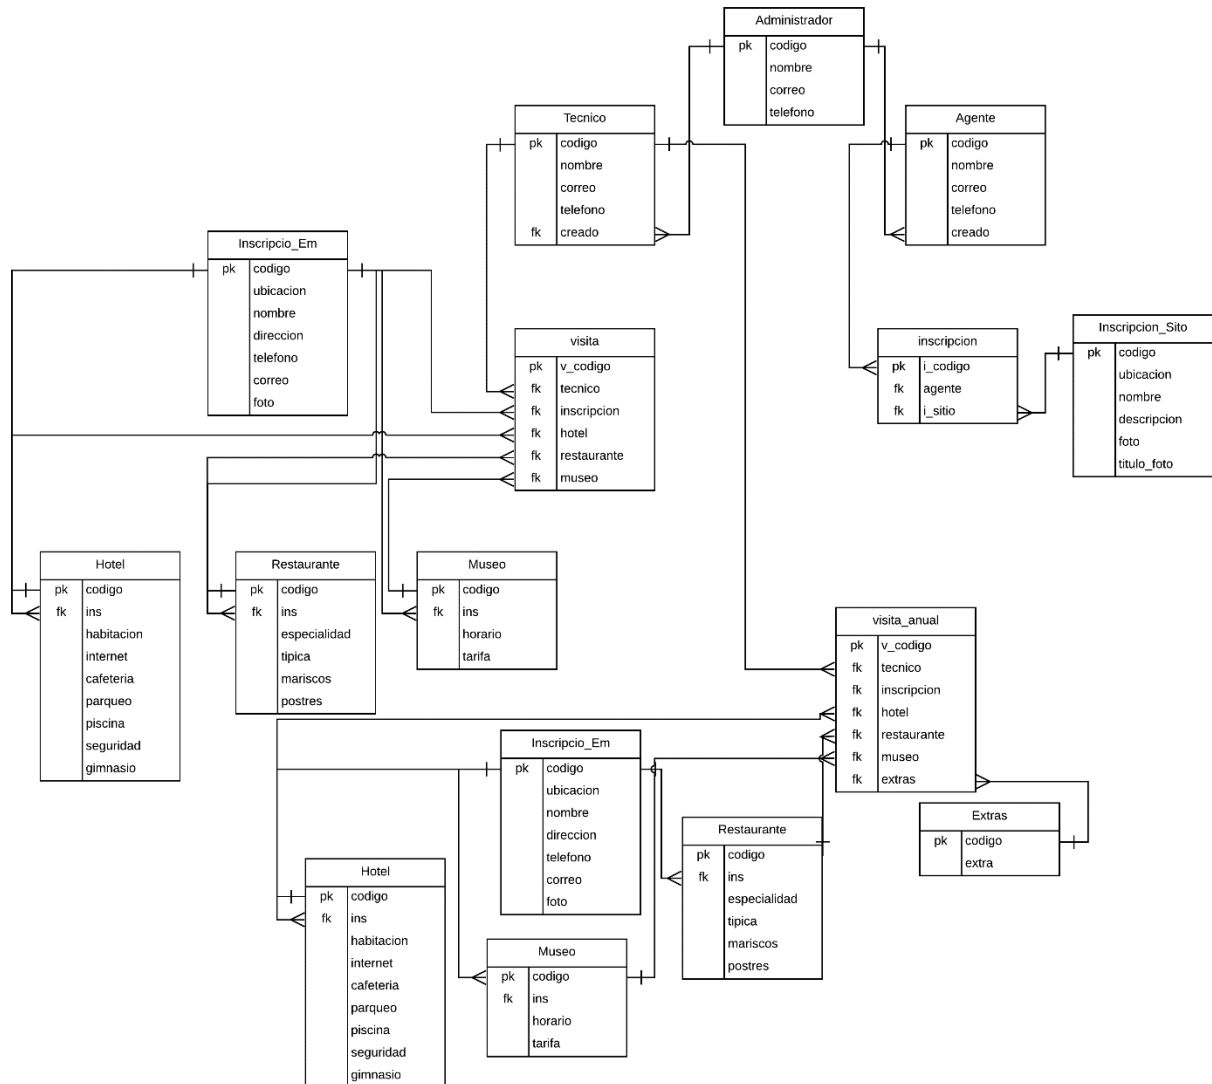 Administrador
pk codigo
nombre
correo
telefono
Tecnico
pk codigo
nombre
correo
telefono
fk creado
Agente
pk codigo
nombre
correo
telefono
creado
Inscripcio_Em
pk codigo
ubicacion
nombre
direccion
telefono
correo
foto
visita
pk v_codigo
fk tecnico
fk inscripcion
fk hotel
fk restaurante
fk museo
inscripcion
pk i_codigo
fk agente
fk i_sitio
Inscripcion_Sito
pk codigo
ubicacion
nombre
descripcion
foto
titulo_foto
Hotel
pk codigo
fk ins
habitacion
internet
cafeteria
parqueo
piscina
seguridad
gimnasio
Restaurante
pk codigo
fk ins
especialidad
tipica
mariscos
postres
Museo
pk codigo
fk ins
horario
tarifa
visita_anual
pk v_codigo
fk tecnico
fk inscripcion
fk hotel
fk restaurante
fk museo
fk extras
Inscripcio_Em
pk codigo
ubicacion
nombre
direccion
telefono
correo
foto
Restaurante
pk codigo
fk ins
especialidad
tipica
mariscos
postres
Extras
pk codigo
extra
Hotel
pk codigo
fk ins
habitacion
internet
cafeteria
parqueo
piscina
seguridad
gimnasio
Museo
pk codigo
fk ins
horario
tarifa